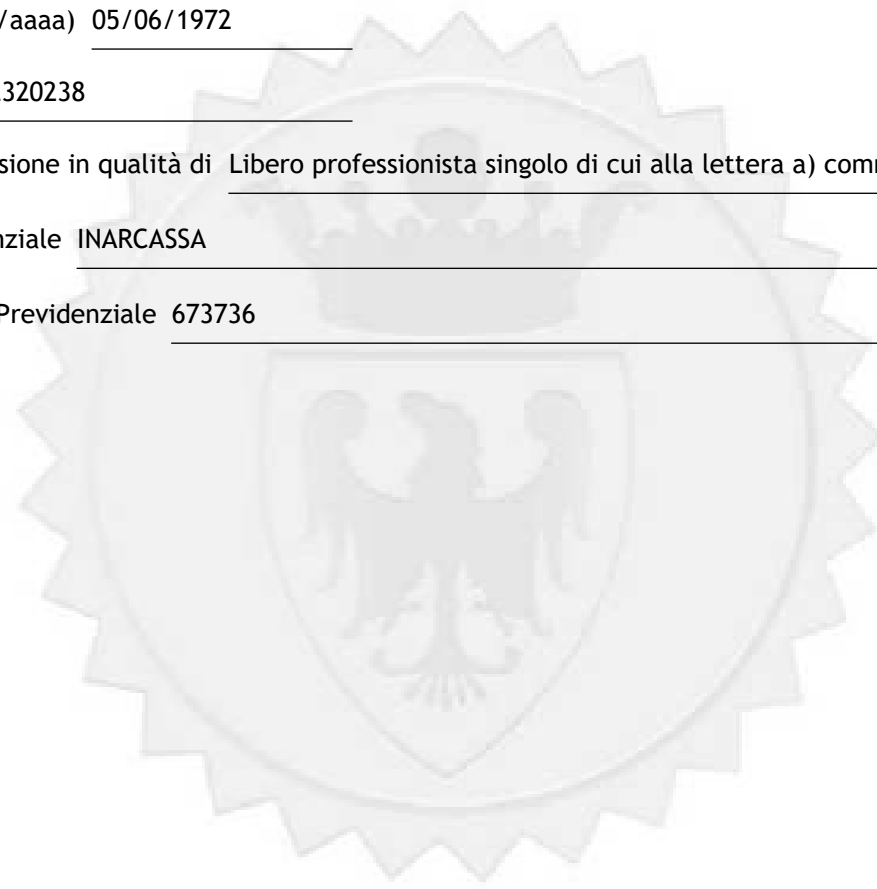 /aaaa) 05/06/1972
320238
sione in qualità di Libero professionista singolo di cui alla lettera a) com
nziale INARCASSA
Previdenziale 673736